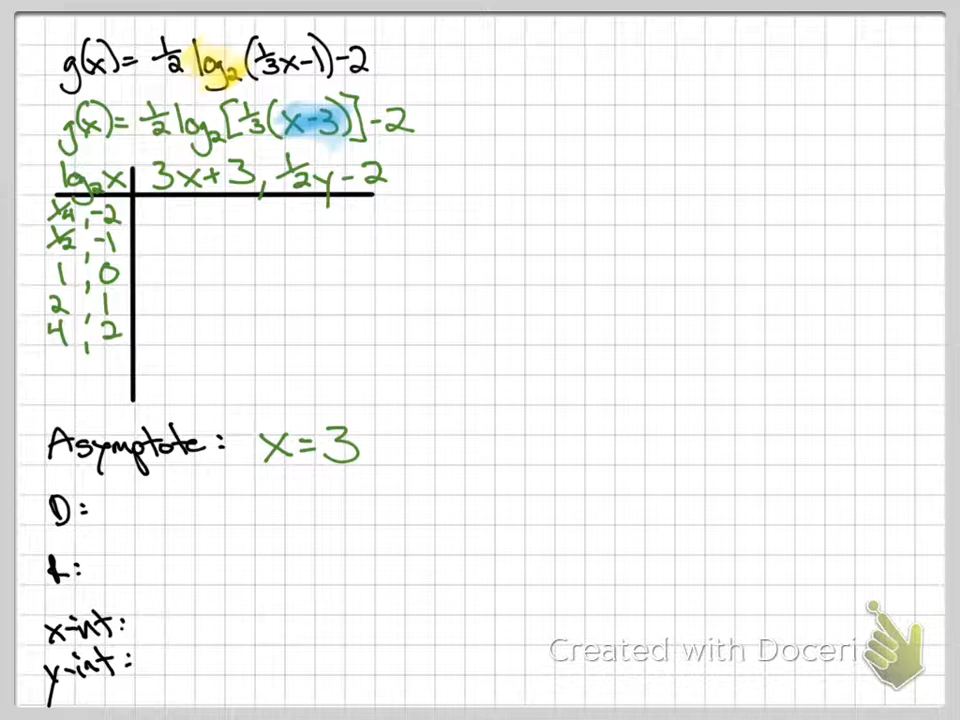 g(x) = 1/2 log₂(1/3x-1)-2
g(x) = 1/2 log₂[1/3(x-3)]-2
log₂x 3x+3, 1/2y-2
1/4, -2
1/2, -1
1, 0
2, 1
4, 2
Asymptote: x=3
D:
R:
x-int:
y-int:
Created with Doceri